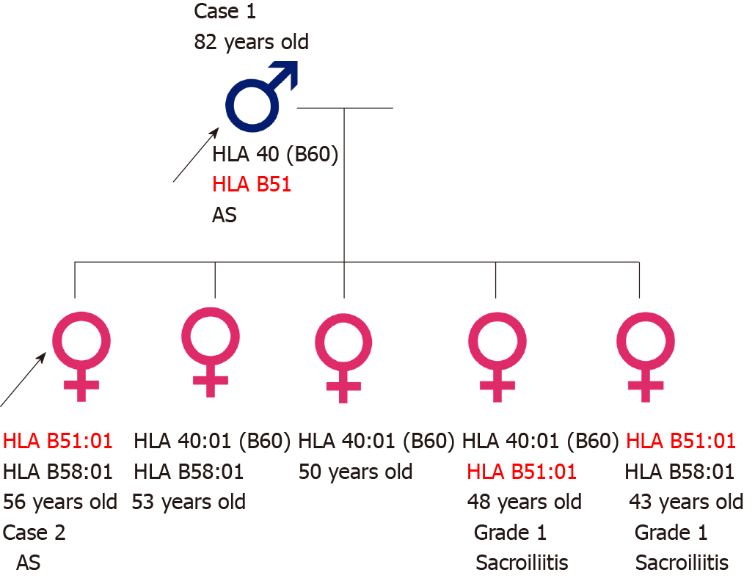 Case 1
82 years old
HLA 40 (B60)
HLA B51
AS
HLA B51:01
HLA B58:01
56 years old
Case 2
AS
HLA 40:01 (B60)
HLA B58:01
53 years old
HLA 40:01 (B60)
50 years old
HLA 40:01 (B60)
HLA B51:01
48 years old
Grade 1
Sacroiliitis
HLA B51:01
HLA B58:01
43 years old
Grade 1
Sacroiliitis